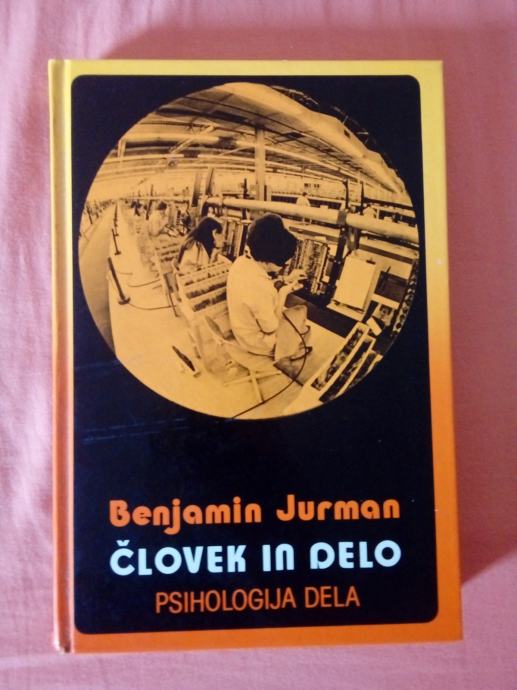 Benjamin Jurman
ČLOVEK IN DELO
PSIHOLOGIJA DELA